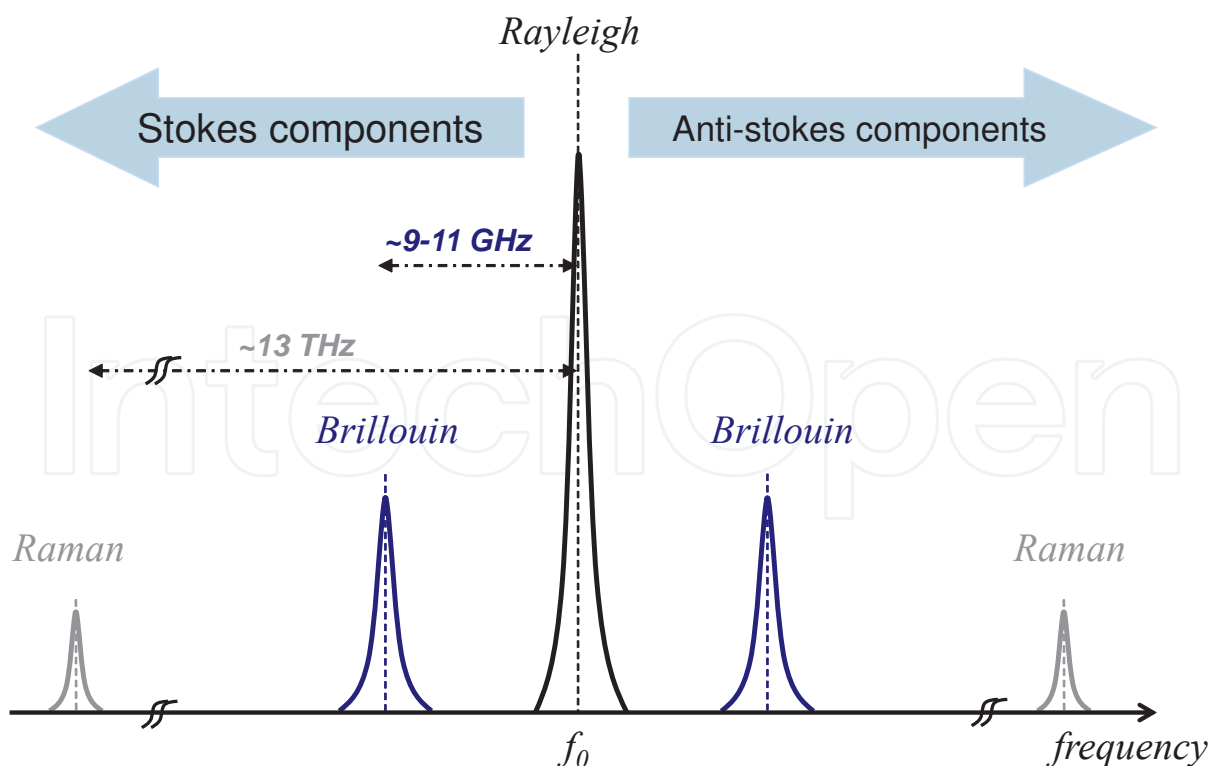 Rayleigh
Stokes components
Anti-stokes components
~9-11 GHz
~13 THz
IntechOpen
Brillouin
Brillouin
Raman
Raman
f0
frequency